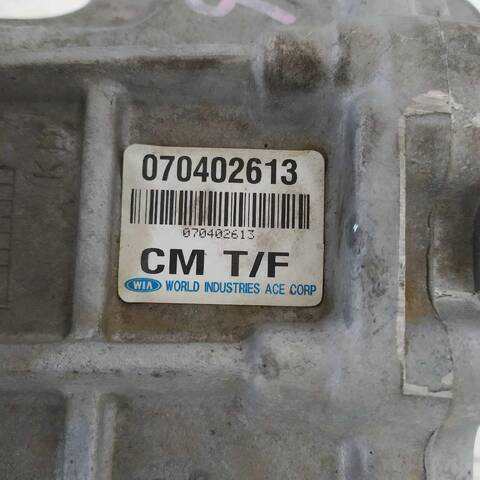 070402613
070402613
CM T/F
WIA WORLD INDUSTRIES ACE CORP